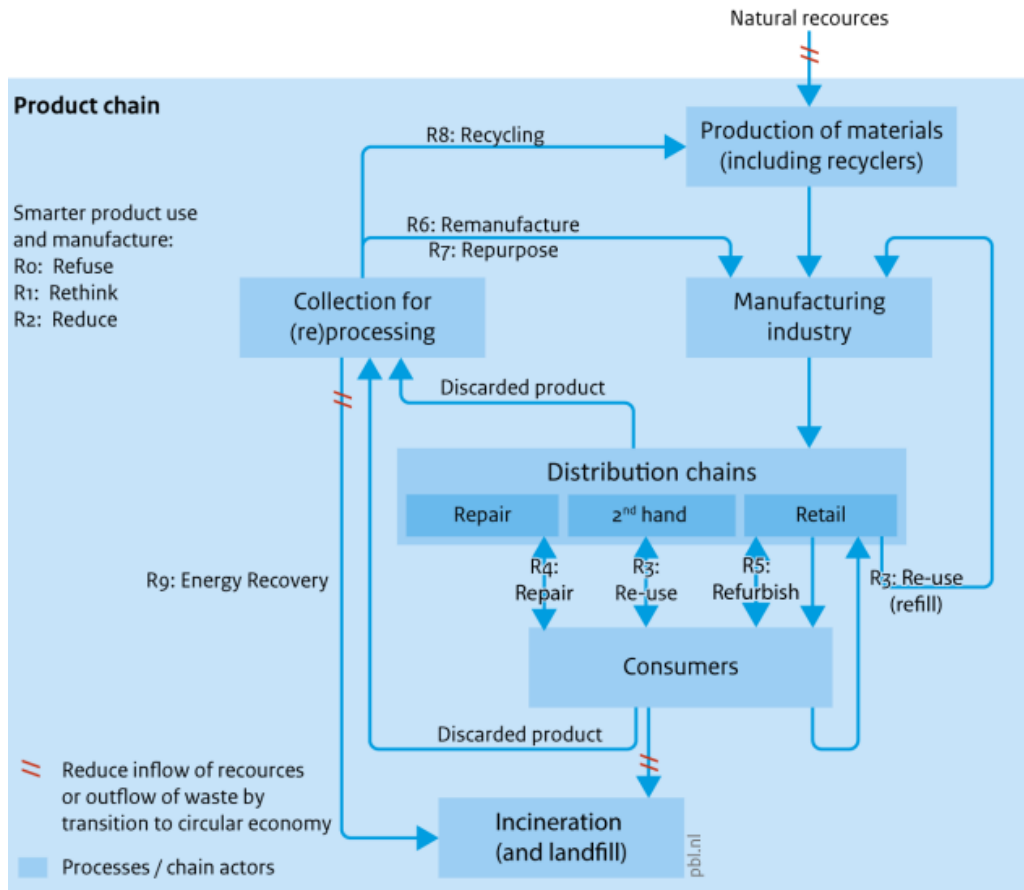 Natural recources
Product chain
Production of materials
(including recyclers)
R8: Recycling
Smarter product use
and manufacture:
R0: Refuse
R1: Rethink
R2: Reduce
R6: Remanufacture
R7: Repurpose
Collection for
(re)processing
Manufacturing
industry
Discarded product
Distribution chains
Repair
2nd hand
Retail
R9: Energy Recovery
R4:
Repair
R3:
Re-use
R5:
Refurbish
R3: Re-use
(refill)
Consumers
Discarded product
Reduce inflow of recources
or outflow of waste by
transition to circular economy
Incineration
(and landfill)
pbl.nl
Processes / chain actors